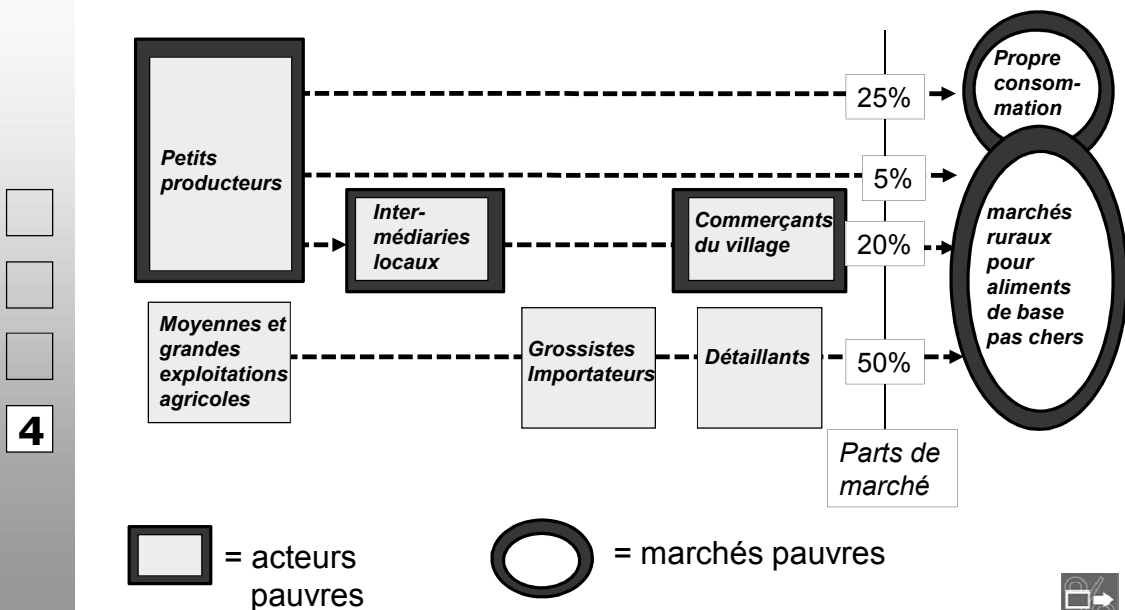 Propre
consom-
mation
25%
Petits
producteurs
5%
Inter-
médiaries
locaux
Commerçants
du village
20%
marchés
ruraux
pour
aliments
de base
pas chers
Moyennes et
grandes
exploitations
agricoles
Grossistes
Importateurs
Détaillants
50%
4
Parts de
marché
= acteurs
pauvres
= marchés pauvres